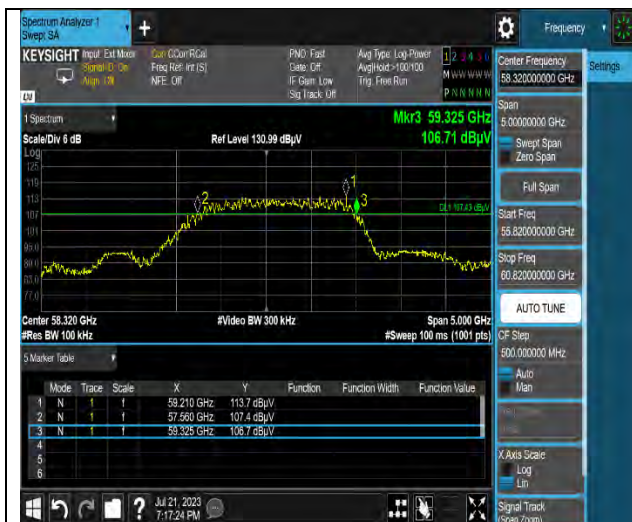 Spectrum Analyzer 1
Swept SA
+
Frequency
KEYSIGHT Input: Ext Mixer
Signal ID: On
Align: Off
LXI
Corr CCorr RCal
Freq Ref: Int (S)
NFE: Off
PNO: Fast
Gate: Off
IF Gain: Low
Sig Track: Off
Avg Type: Log-Power
Avg|Hold:>100/100
Trig: Free Run
1 2 3 4 5 6
M W W W W W
P N N N N N
Center Frequency
58.320000000 GHz
Settings
Span
5.00000000 GHz
Swept Span
Zero Span
Full Span
Start Freq
55.820000000 GHz
Stop Freq
60.820000000 GHz
AUTO TUNE
CF Step
500.000000 MHz
Auto
Man
X Axis Scale
Log
Lin
Signal Track
(Span Zoom)
1 Spectrum
Scale/Div 6 dB
Ref Level 130.99 dBµV
Mkr3 59.325 GHz
106.71 dBµV
Log
125
119
113
107
101
95.0
89.0
83.0
77.0
1
2
3
DL1 107.43 dBµV
Center 58.320 GHz
#Video BW 300 kHz
Span 5.000 GHz
#Res BW 100 kHz
#Sweep 100 ms (1001 pts)
5 Marker Table
Mode Trace Scale X Y Function Function Width Function Value
1 N 1 f 59.210 GHz 113.7 dBµV
2 N 1 f 57.560 GHz 107.4 dBµV
3 N 1 f 59.325 GHz 106.7 dBµV
4
5
6
?
Jul 21, 2023
7:17:24 PM